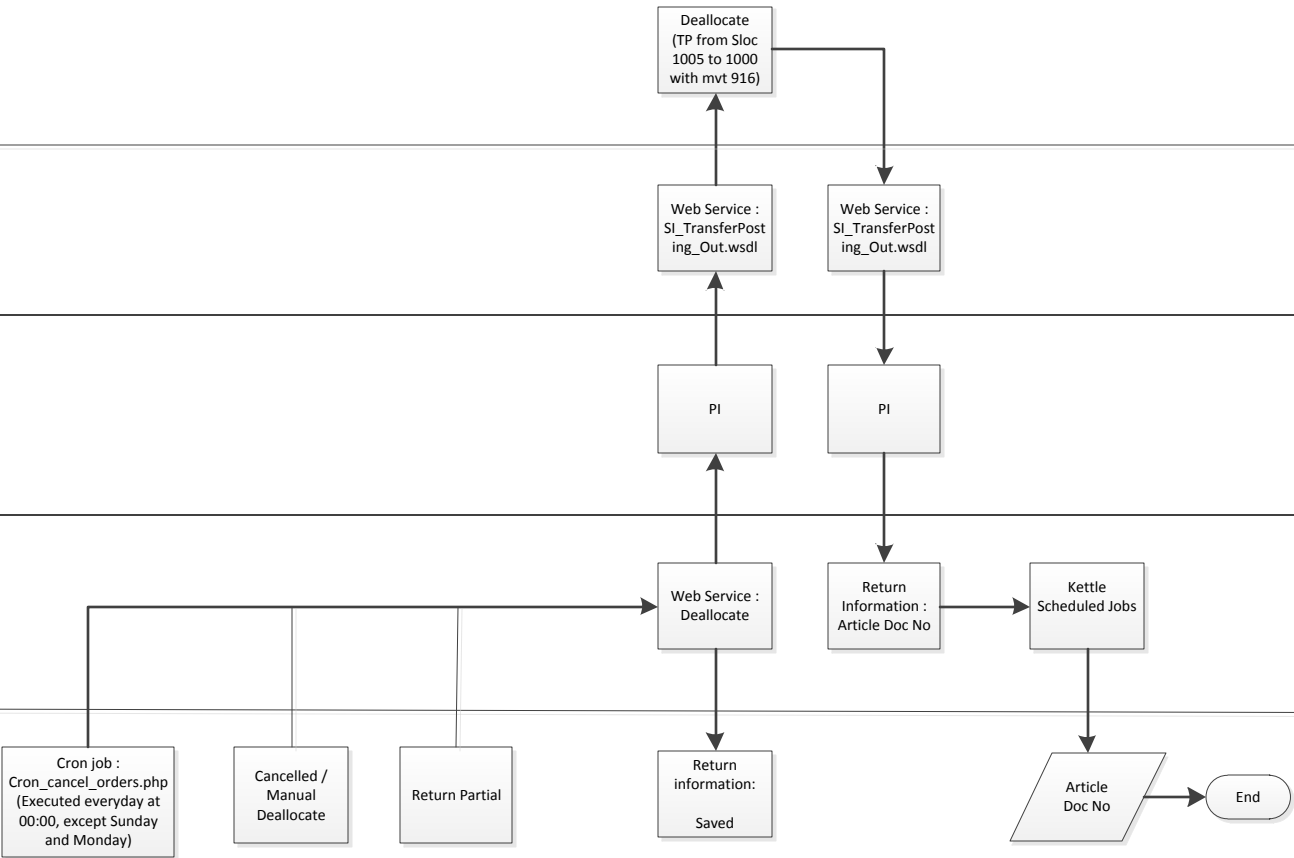 Deallocate
(TP from Sloc
1005 to 1000
with mvt 916)
Web Service :
SI_TransferPost
ing_Out.wsdl
Web Service :
SI_TransferPost
ing_Out.wsdl
PI
PI
Web Service :
Deallocate
Return
Information :
Article Doc No
Kettle
Scheduled Jobs
Cron job :
Cron_cancel_orders.php
(Executed everyday at
00:00, except Sunday
and Monday)
Cancelled /
Manual
Deallocate
Return Partial
Return
information:
Saved
Article
Doc No
End